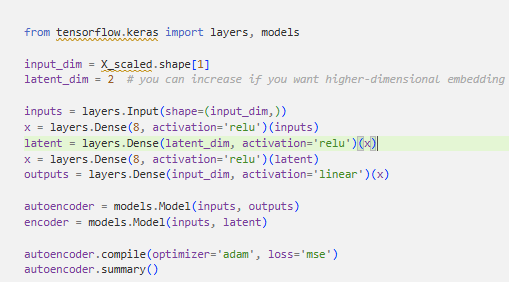 from tensorflow.keras import layers, models
input_dim = X_scaled.shape[1]
latent_dim = 2  # you can increase if you want higher-dimensional embedding
inputs = layers.Input(shape=(input_dim,))
x = layers.Dense(8, activation='relu')(inputs)
latent = layers.Dense(latent_dim, activation='relu')(x)
x = layers.Dense(8, activation='relu')(latent)
outputs = layers.Dense(input_dim, activation='linear')(x)
autoencoder = models.Model(inputs, outputs)
encoder = models.Model(inputs, latent)
autoencoder.compile(optimizer='adam', loss='mse')
autoencoder.summary()